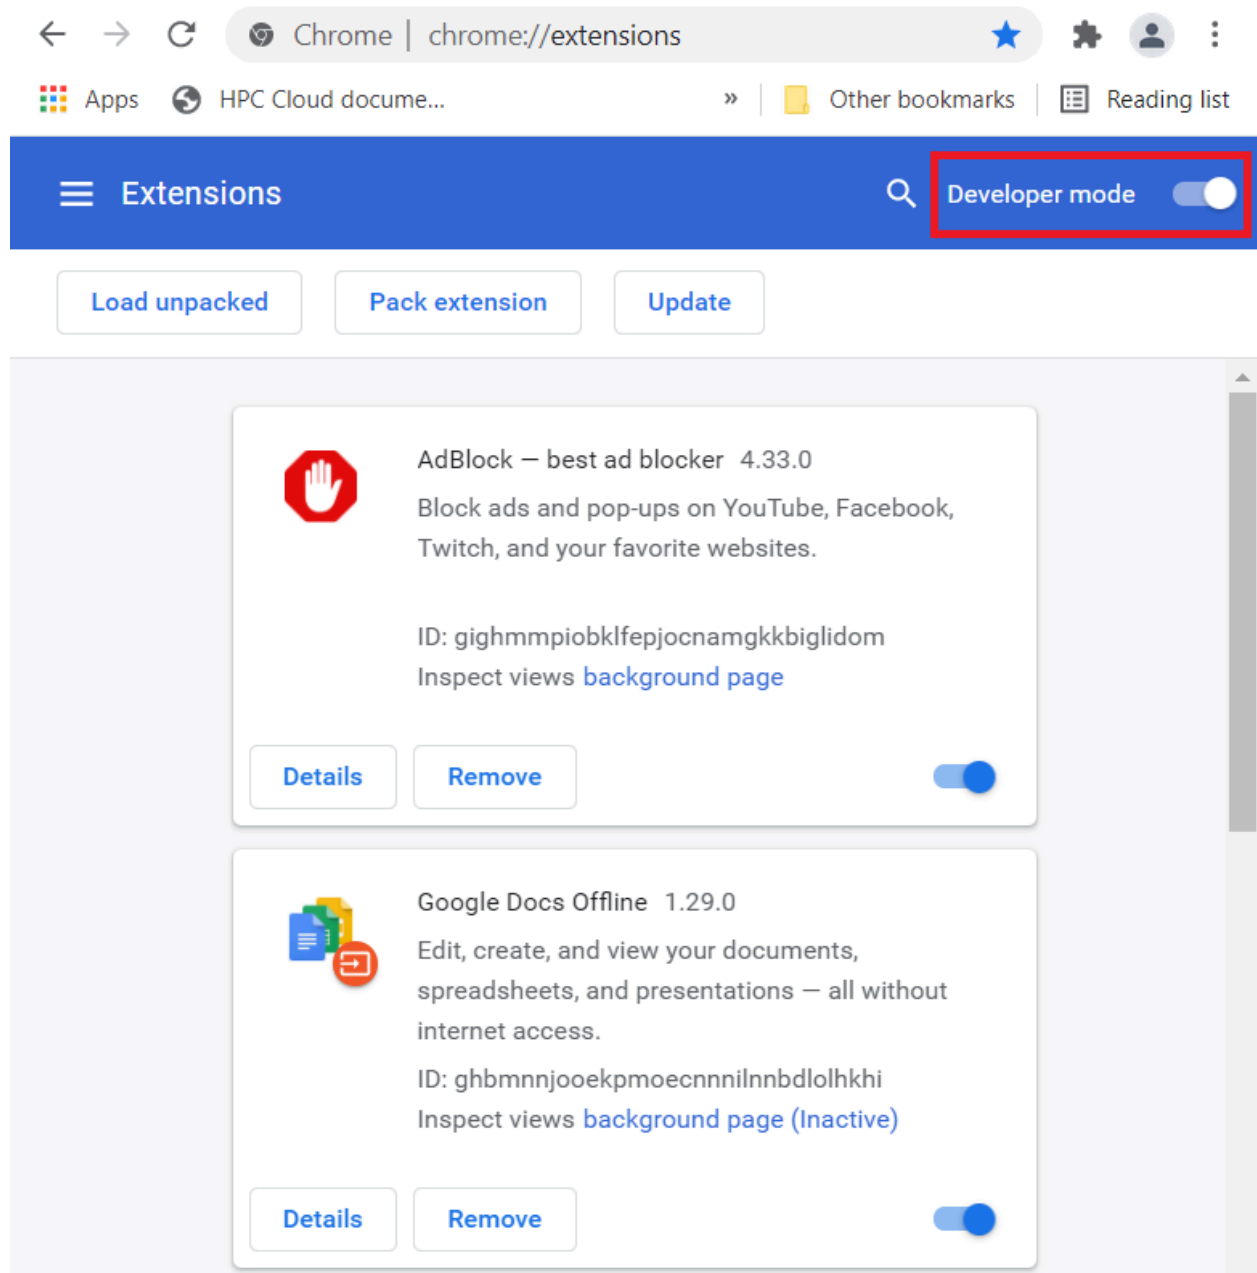 Chrome | chrome://extensions
Apps HPC Cloud docume... » Other bookmarks Reading list
Extensions Developer mode
Load unpacked Pack extension Update
AdBlock — best ad blocker 4.33.0
Block ads and pop-ups on YouTube, Facebook,
Twitch, and your favorite websites.
ID: gighmmpiobklfepjocnamgkkbiglidom
Inspect views background page
Details Remove
Google Docs Offline 1.29.0
Edit, create, and view your documents,
spreadsheets, and presentations — all without
internet access.
ID: ghbmnnjooekpmoecnnnilnnbdlolhkhi
Inspect views background page (Inactive)
Details Remove